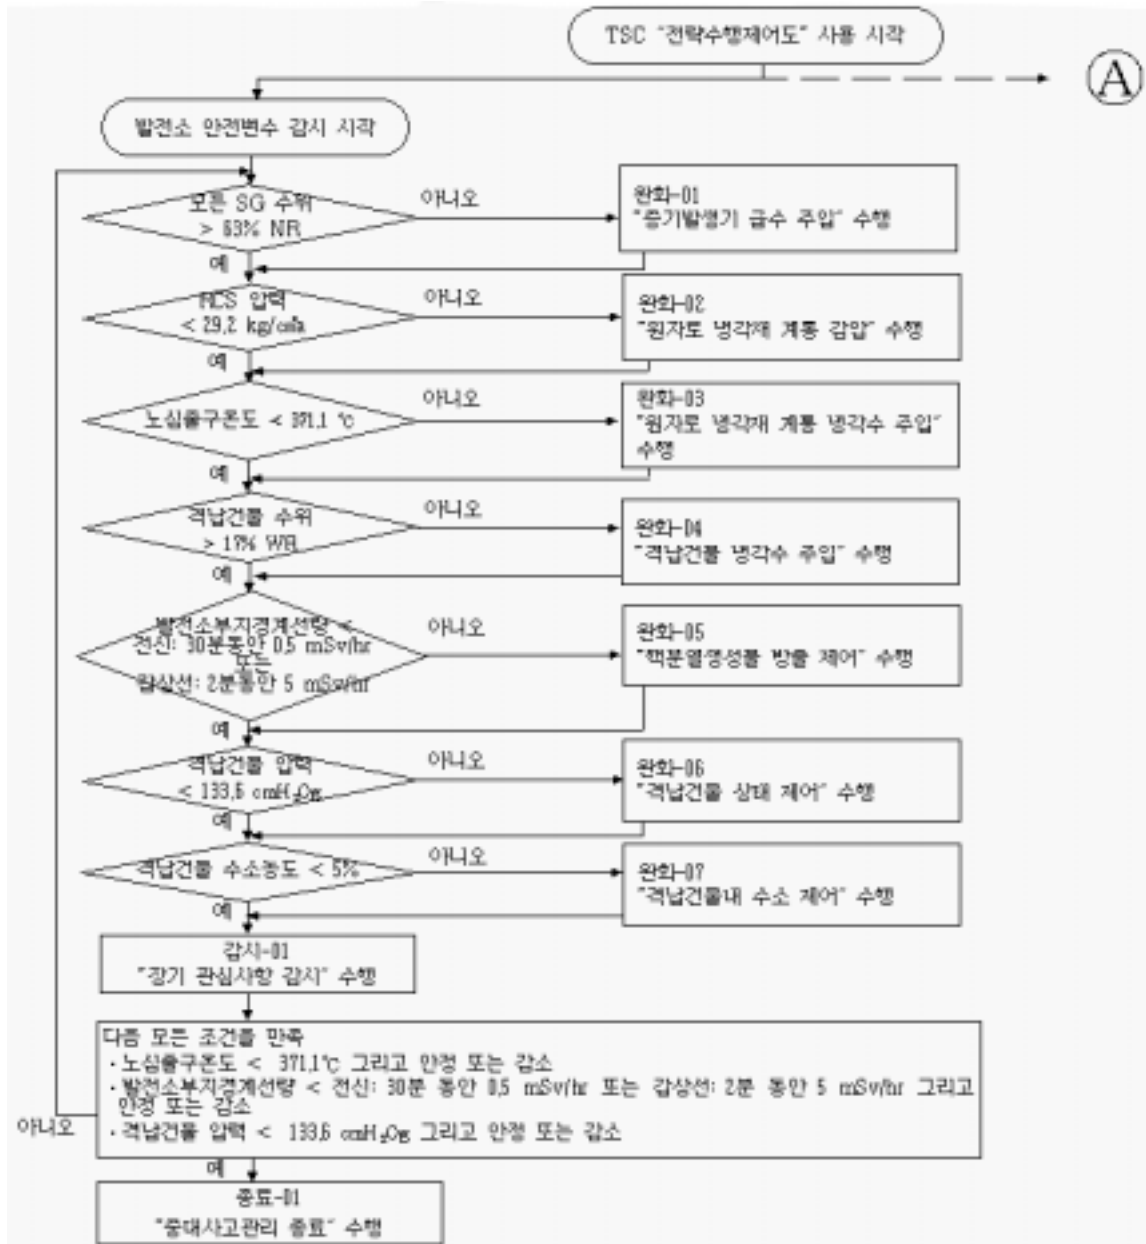 TSC "전략수행제어도" 사용 시작
A
발전소 안전변수 감시 시작
모든 SG 수위
> 63% NR
아니오
예
완화-01
"증기발생기 급수 주입" 수행
RCS 압력
< 29.2 kg/cm²a
아니오
예
완화-02
"원자로 냉각재 계통 감압" 수행
노심출구온도 < 371.1 ℃
아니오
예
완화-03
"원자로 냉각재 계통 냉각수 주입"
수행
격납건물 수위
> 17% WR
아니오
예
완화-04
"격납건물 냉각수 주입" 수행
발전소부지경계선량 <
전신: 30분동안 0.5 mSv/hr
또는
갑상선: 2분동안 5 mSv/hr
아니오
예
완화-05
"핵분열생성물 방출 제어" 수행
격납건물 압력
< 133.6 cmH₂Og
아니오
예
완화-06
"격납건물 상태 제어" 수행
격납건물 수소농도 < 5%
아니오
예
완화-07
"격납건물내 수소 제어" 수행
감시-01
"장기 관심사항 감시" 수행
다음 모든 조건을 만족
· 노심출구온도 < 371.1℃ 그리고 안정 또는 감소
· 발전소부지경계선량 < 전신: 30분 동안 0.5 mSv/hr 또는 갑상선: 2분 동안 5 mSv/hr 그리고
안정 또는 감소
· 격납건물 압력 < 133.6 cmH₂Og 그리고 안정 또는 감소
아니오
예
종료-01
"중대사고관리 종료" 수행